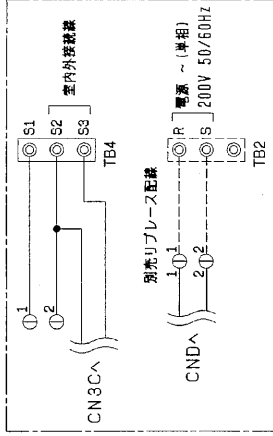 S1
S2
S3
室内外接続線
TB4
1
2
CN3Cへ
別売リプレース配線
電源 ~ (単相)
200V 50/60Hz
R
S
1 1
2 2
CNDへ
TB2